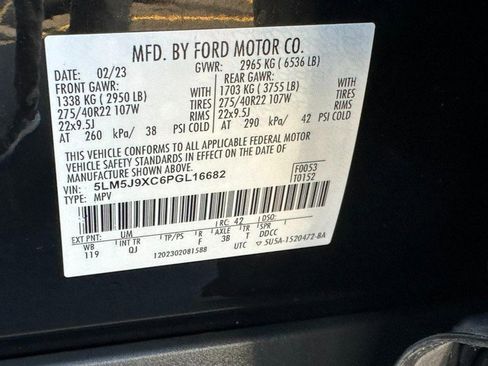 MFD. BY FORD MOTOR CO.
DATE: 02/23 GVWR: 2965 KG ( 6536 LB)
FRONT GAWR: REAR GAWR:
1338 KG ( 2950 LB) WITH 1703 KG ( 3755 LB) WITH
275/40R22 107W TIRES 275/40R22 107W TIRES
22x9.5J RIMS 22x9.5J RIMS
AT 260 kPa/ 38 PSI COLD AT 290 kPa/ 42 PSI COLD
THIS VEHICLE CONFORMS TO ALL APPLICABLE FEDERAL MOTOR
VEHICLE SAFETY STANDARDS IN EFFECT ON THE DATE OF
MANUFACTURE SHOWN ABOVE.
VIN: 5LM5J9XC6PGL16682 F0053
TYPE: MPV T0152
EXT PNT: UM RC: 42 DSO:
WB INT TR TP/PS R AXLE TR SPR
119 QJ F 3B T DDCC
1202302081588 UTC 5U5A-1520472-BA